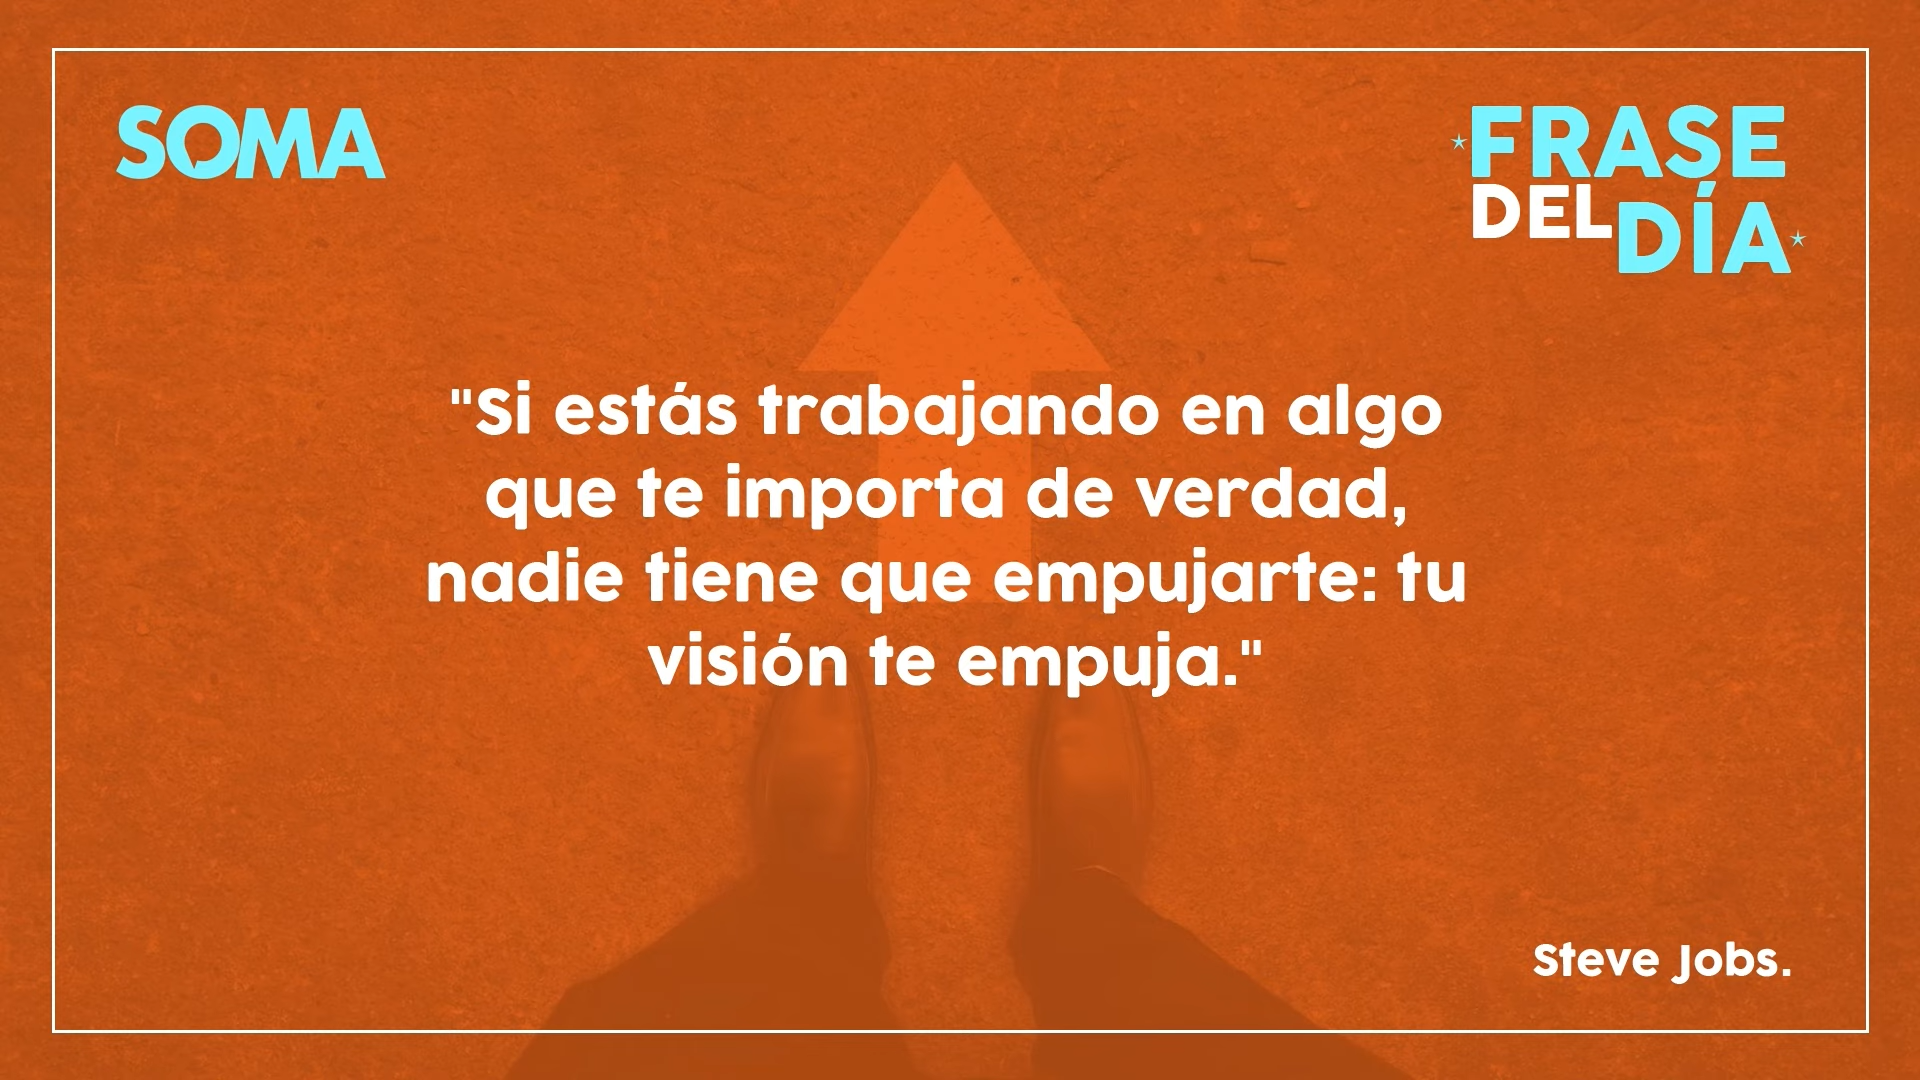 SOMA
FRASE
DEL DÍA
"Si estás trabajando en algo
que te importa de verdad,
nadie tiene que empujarte: tu
visión te empuja."
Steve Jobs.